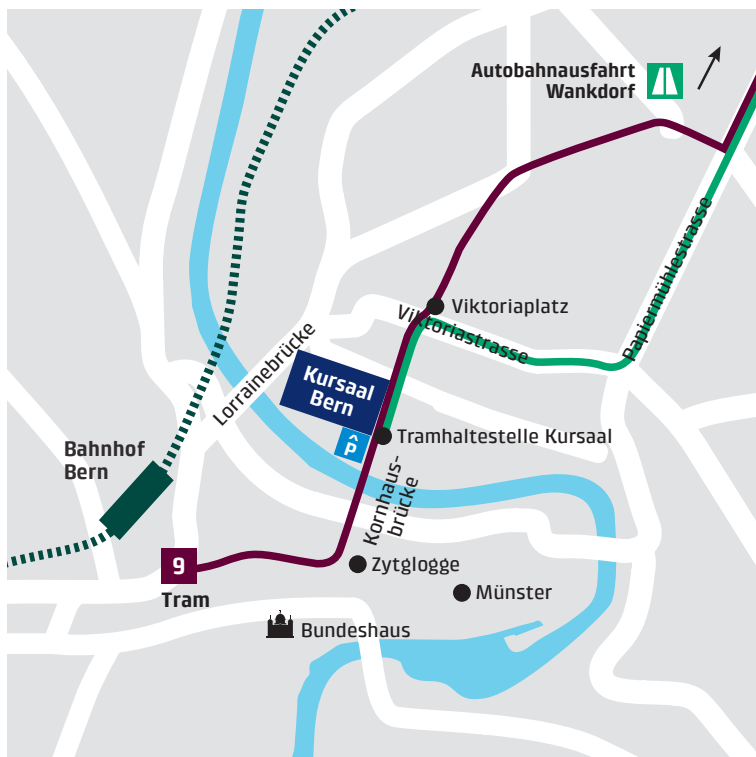 Autobahnausfahrt
Wankdorf
Papiermühlestrasse
Viktoriaplatz
Viktoriastrasse
Lorrainebrücke
Kursaal
Bern
P
Tramhaltestelle Kursaal
Bahnhof
Bern
Kornhaus-
brücke
9
Tram
Zytglogge
Münster
Bundeshaus